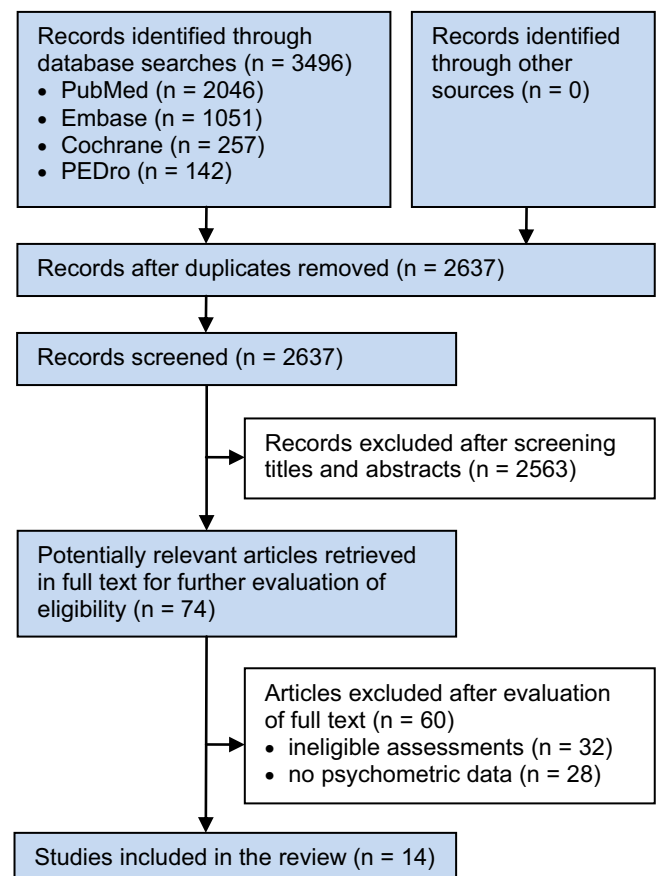 Records identified through
database searches (n = 3496)
• PubMed (n = 2046)
• Embase (n = 1051)
• Cochrane (n = 257)
• PEDro (n = 142)
Records identified
through other
sources (n = 0)
Records after duplicates removed (n = 2637)
Records screened (n = 2637)
Records excluded after screening
titles and abstracts (n = 2563)
Potentially relevant articles retrieved
in full text for further evaluation of
eligibility (n = 74)
Articles excluded after evaluation
of full text (n = 60)
• ineligible assessments (n = 32)
• no psychometric data (n = 28)
Studies included in the review (n = 14)